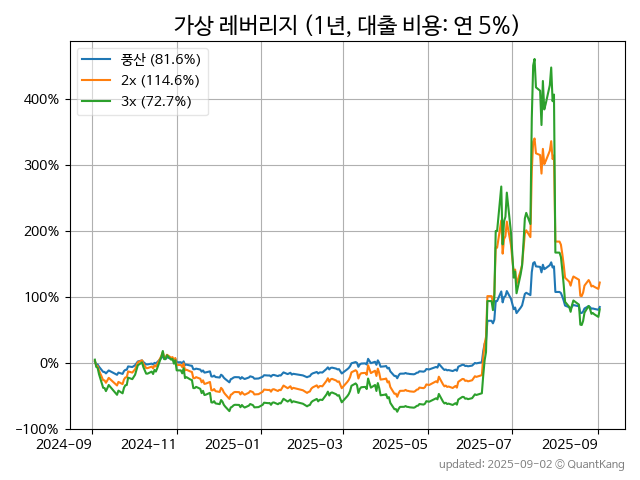 가상 레버리지 (1년, 대출 비용: 연 5%)
풍산 (81.6%)
2x (114.6%)
3x (72.7%)
400%
300%
200%
100%
0%
−100%
2024-09 2024-11 2025-01 2025-03 2025-05 2025-07 2025-09
updated: 2025-09-02 ⓒ QuantKang